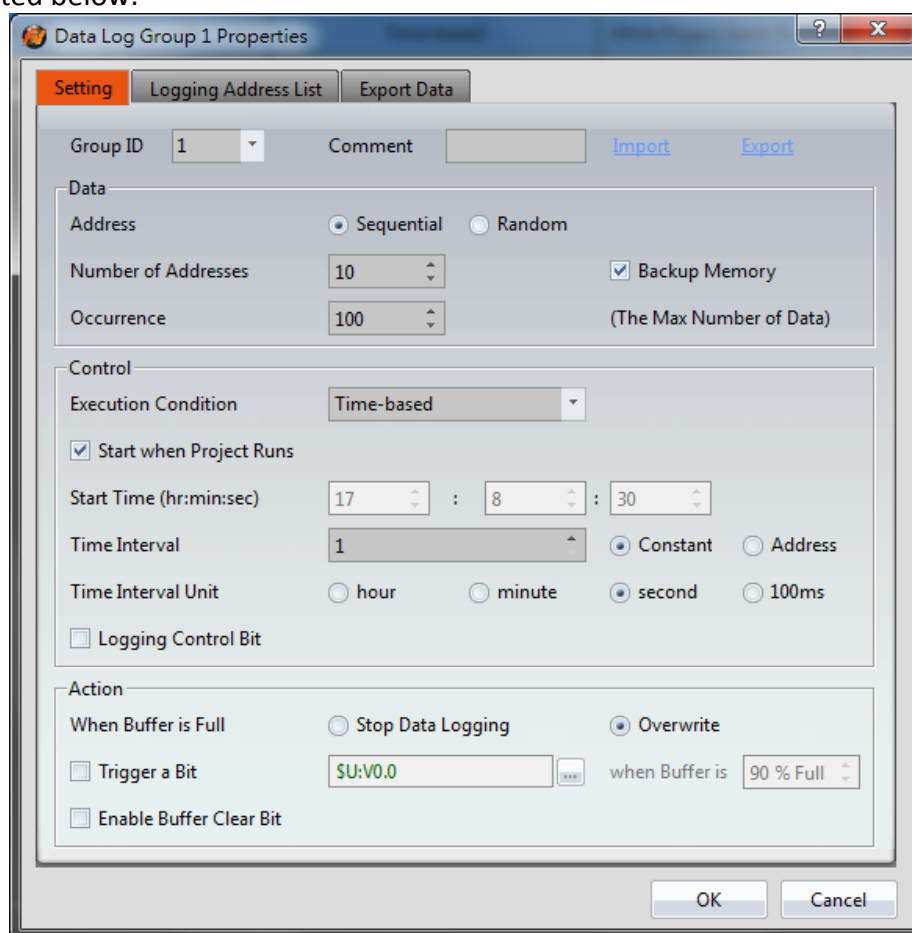 ted below:
Data Log Group 1 Properties
Setting Logging Address List Export Data
Group ID 1 Comment Import Export
Data
Address Sequential Random
Number of Addresses 10 Backup Memory
Occurrence 100 (The Max Number of Data)
Control
Execution Condition Time-based
Start when Project Runs
Start Time (hr:min:sec) 17 : 8 : 30
Time Interval 1 Constant Address
Time Interval Unit hour minute second 100ms
Logging Control Bit
Action
When Buffer is Full Stop Data Logging Overwrite
Trigger a Bit $U:V0.0 ... when Buffer is 90 % Full
Enable Buffer Clear Bit
OK Cancel